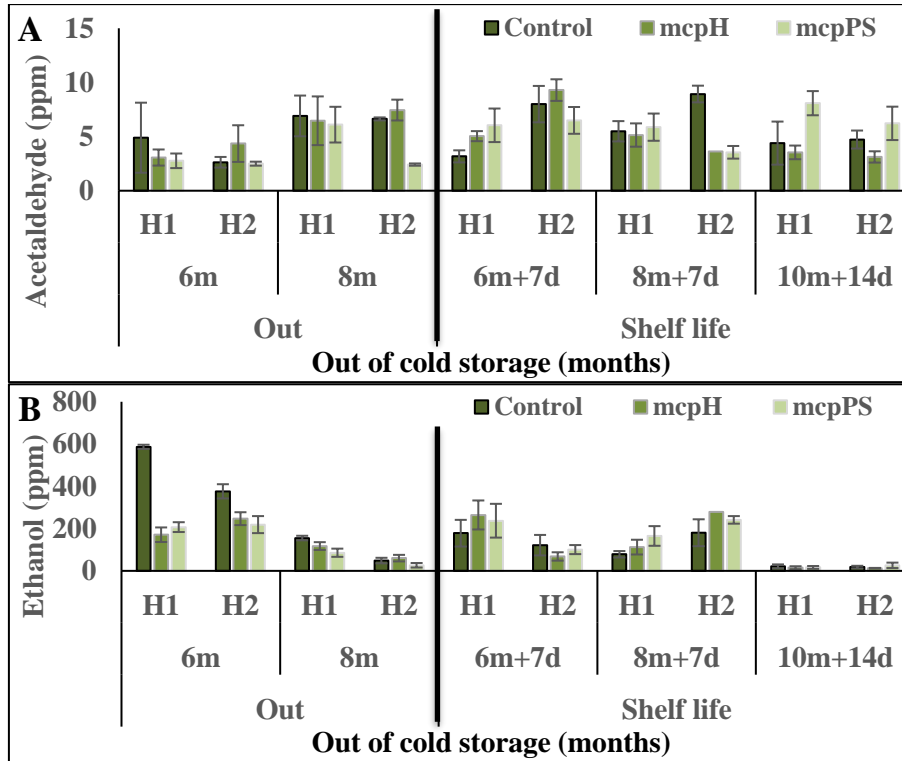 A
Acetaldehyde (ppm)
15
10
5
0
Control mcpH mcpPS
H1 H2 H1 H2 H1 H2 H1 H2 H1 H2
6m 8m 6m+7d 8m+7d 10m+14d
Out Shelf life
Out of cold storage (months)
B
Ethanol (ppm)
800
600
400
200
0
Control mcpH mcpPS
H1 H2 H1 H2 H1 H2 H1 H2 H1 H2
6m 8m 6m+7d 8m+7d 10m+14d
Out Shelf life
Out of cold storage (months)